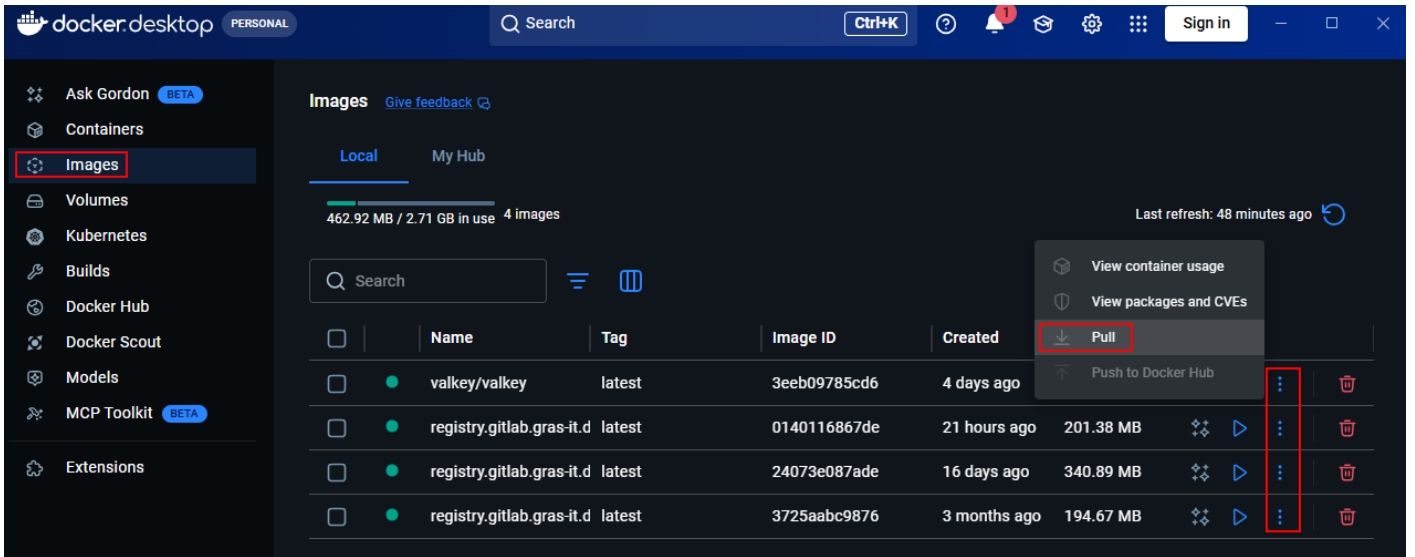 docker.desktop PERSONAL Search Ctrl+K 1 Sign in
Ask Gordon BETA
Containers
Images
Volumes
Kubernetes
Builds
Docker Hub
Docker Scout
Models
MCP Toolkit BETA
Extensions
Images Give feedback
Local My Hub
462.92 MB / 2.71 GB in use 4 images
Last refresh: 48 minutes ago
Search
View container usage
View packages and CVEs
Pull
Push to Docker Hub
Name Tag Image ID Created
valkey/valkey latest 3eeb09785cd6 4 days ago
registry.gitlab.gras-it.d latest 0140116867de 21 hours ago 201.38 MB
registry.gitlab.gras-it.d latest 24073e087ade 16 days ago 340.89 MB
registry.gitlab.gras-it.d latest 3725aabc9876 3 months ago 194.67 MB